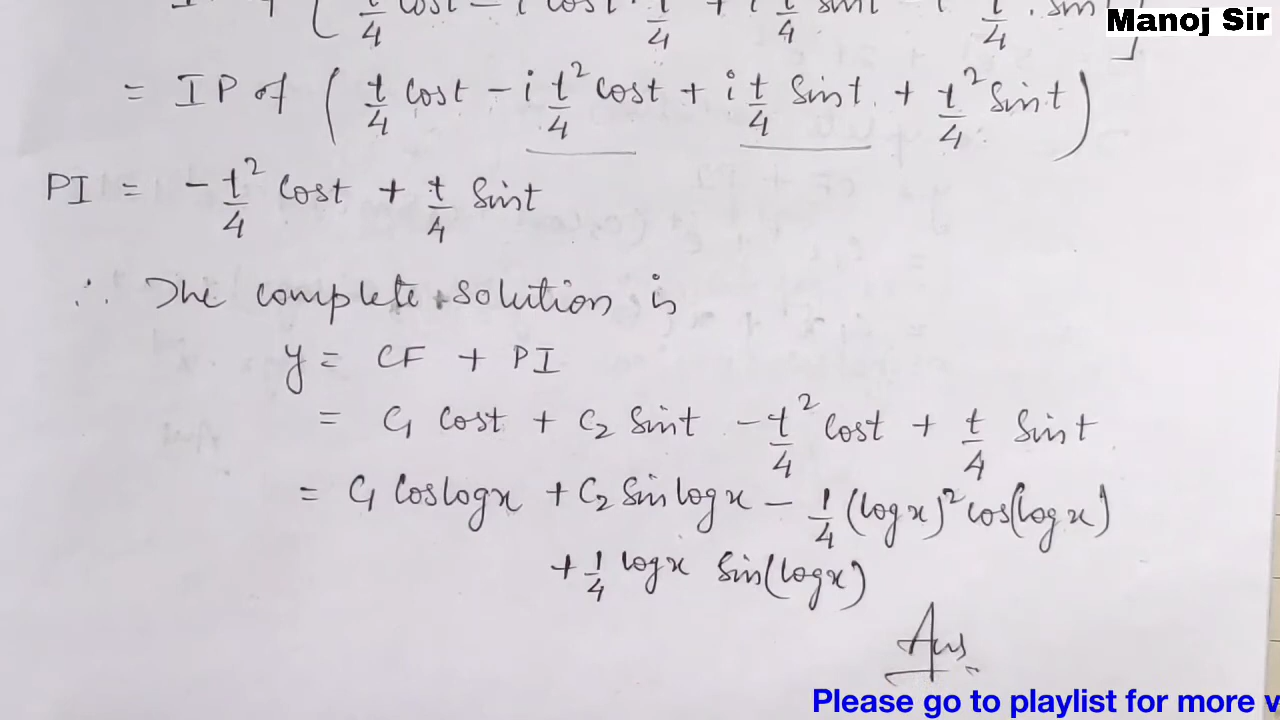 Manoj Sir
= IP of ( t/4 cost - i t²/4 cost + i t/4 Sint + t²/4 Sint )
PI = - t²/4 cost + t/4 Sint
∴ The complete solution is
y = CF + PI
= C₁ cost + C₂ Sint - t²/4 cost + t/4 Sint
= C₁ coslogx + C₂ Sinlogx - 1/4 (logx)² cos(logx)
+ 1/4 logx Sin(logx)
Ans
Please go to playlist for more v